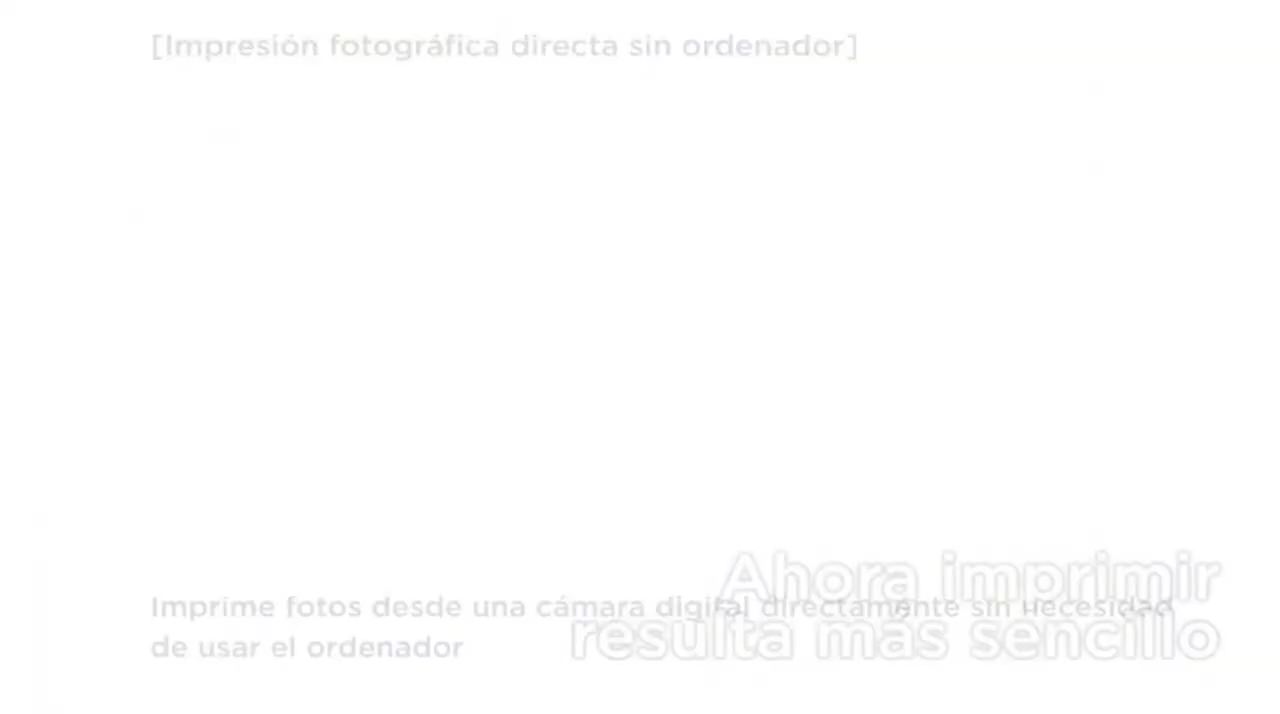 [Impresión fotográfica directa sin ordenador]
Ahora imprimir
resulta más sencillo
Imprime fotos desde una cámara digital directamente sin necesidad
de usar el ordenador